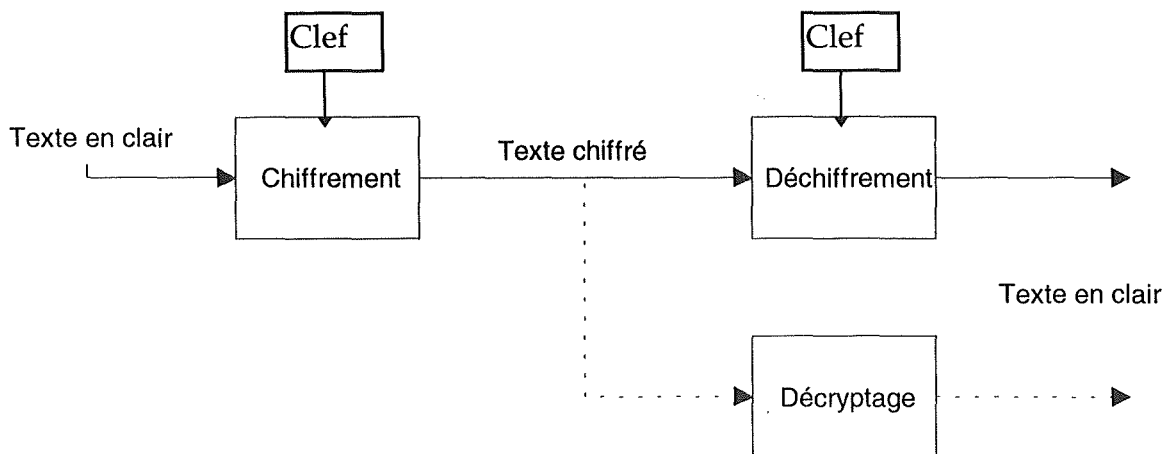 Clef
Clef
Texte en clair
Texte chiffré
Chiffrement
Déchiffrement
Texte en clair
Décryptage